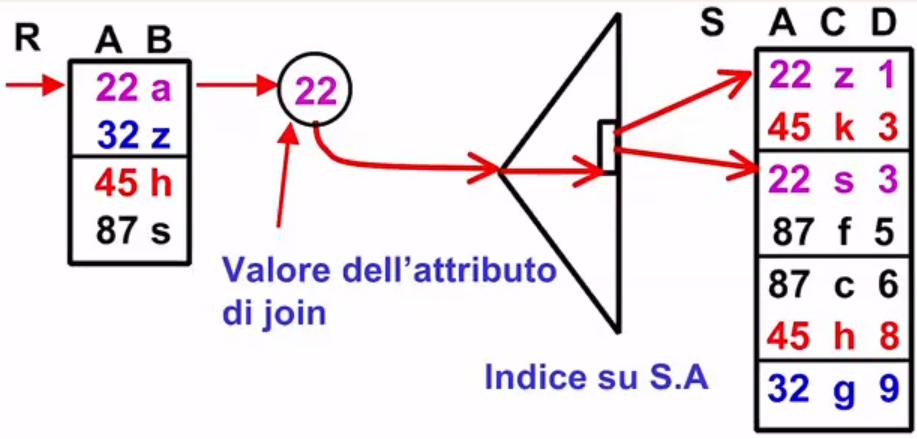 R A B
22 a
32 z
45 h
87 s
22
Valore dell'attributo
di join
Indice su S.A
S A C D
22 z 1
45 k 3
22 s 3
87 f 5
87 c 6
45 h 8
32 g 9